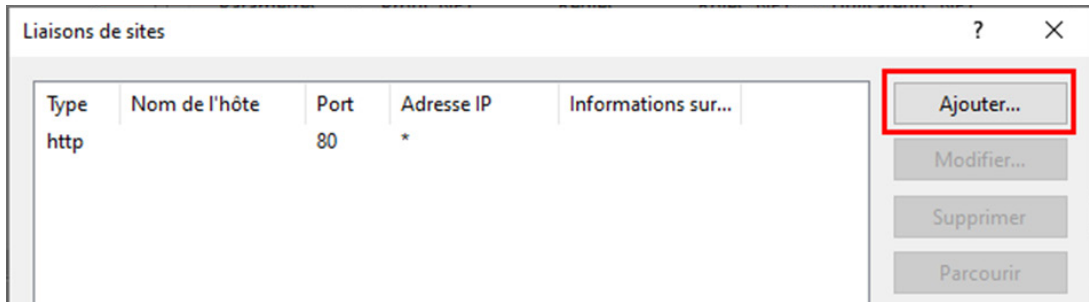 Liaisons de sites ?
Type Nom de l'hôte Port Adresse IP Informations sur... Ajouter...
http 80 *
Modifier...
Supprimer
Parcourir